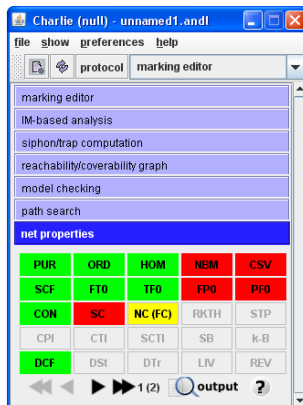 Charlie (null) - unnamed1.andl
file show preferences help
protocol marking editor
marking editor
IM-based analysis
siphon/trap computation
reachability/coverability graph
model checking
path search
net properties
PUR ORD HOM NBM CSV
SCF FT0 TF0 FP0 PF0
CON SC NC (FC) RKTH STP
CPI CTI SCTI SB k-B
DCF DSt DTr LIV REV
1 (2) output ?